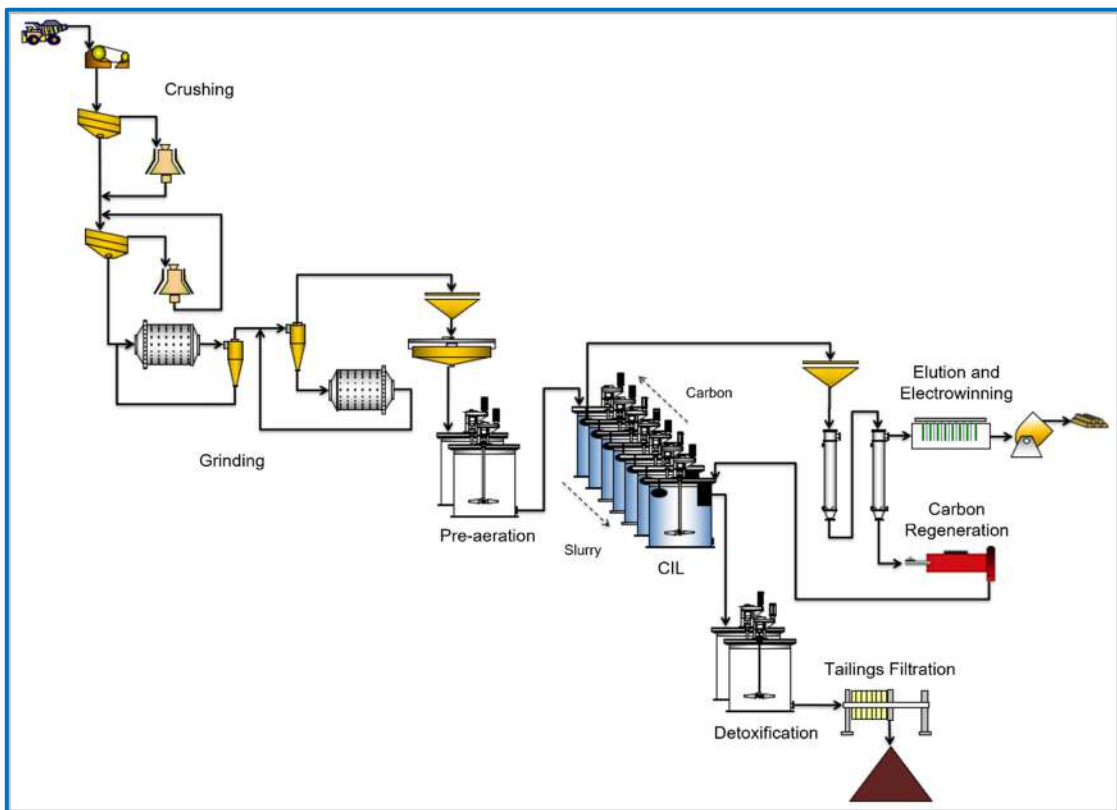 Crushing
Grinding
Pre-aeration
Carbon
Slurry
CIL
Elution and
Electrowinning
Carbon
Regeneration
Detoxification
Tailings Filtration